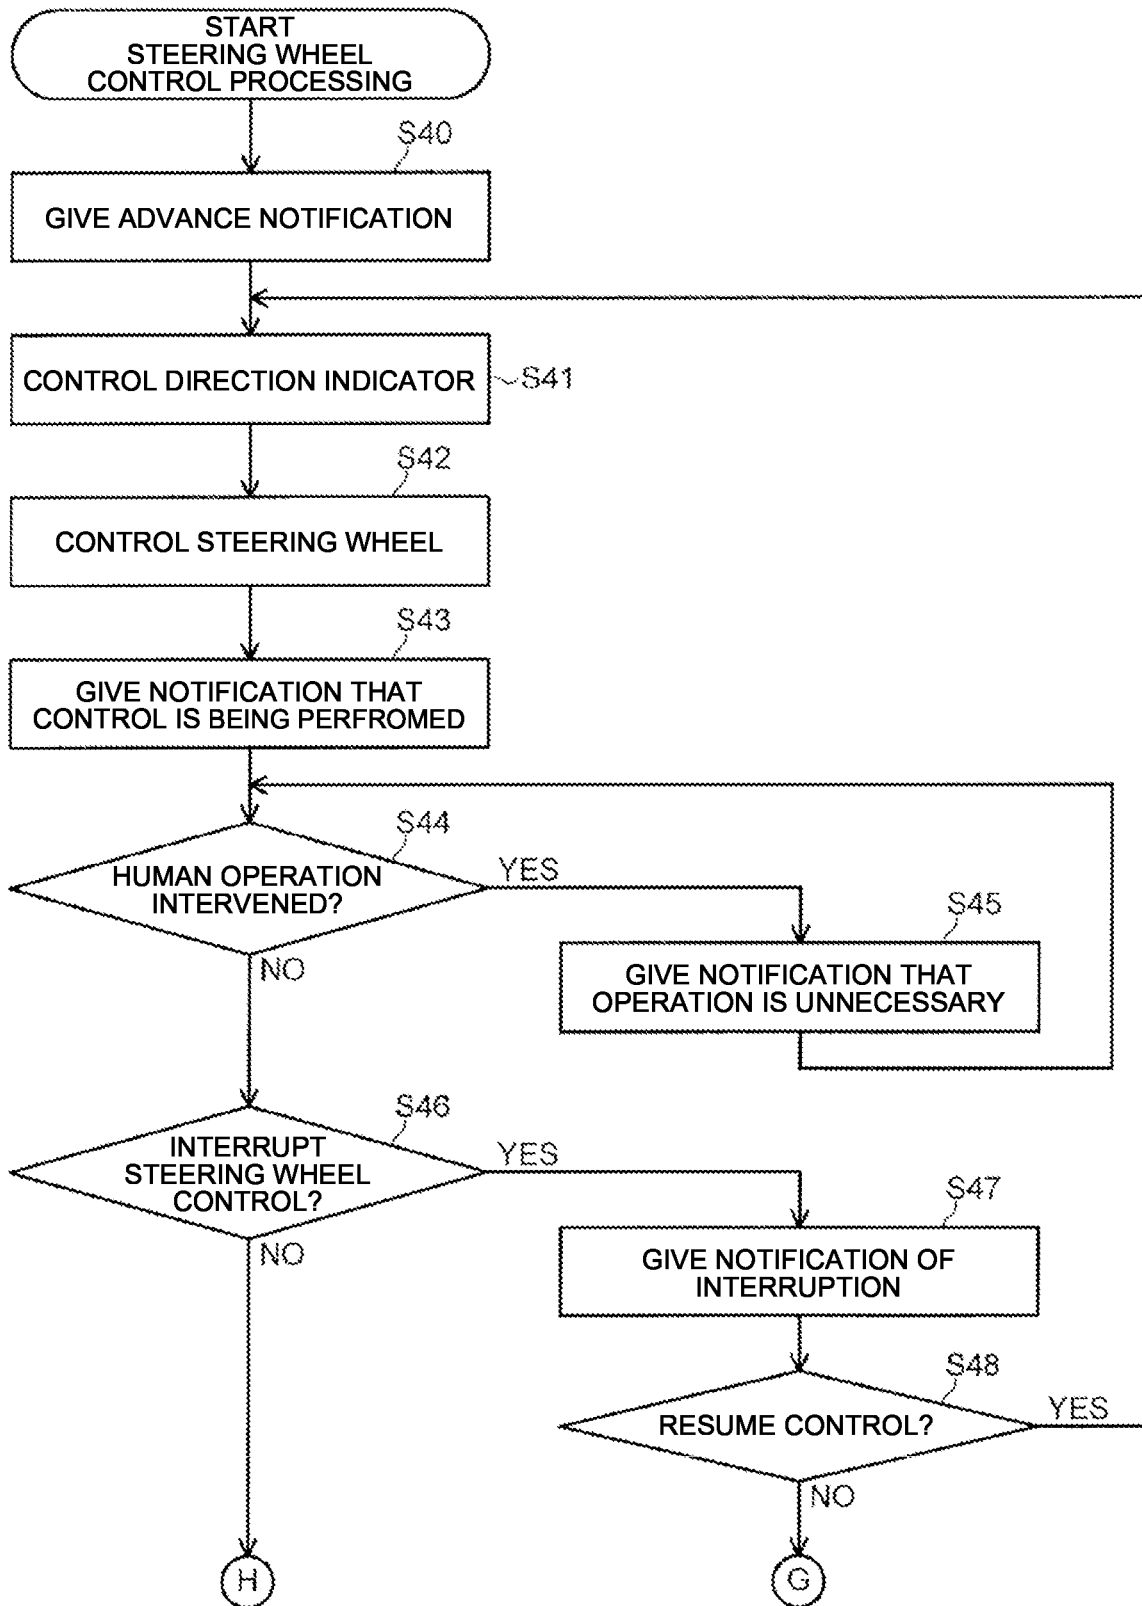 START
STEERING WHEEL
CONTROL PROCESSING
S40
GIVE ADVANCE NOTIFICATION
CONTROL DIRECTION INDICATOR
S41
S42
CONTROL STEERING WHEEL
S43
GIVE NOTIFICATION THAT
CONTROL IS BEING PERFROMED
S44
HUMAN OPERATION
INTERVENED?
YES
NO
S45
GIVE NOTIFICATION THAT
OPERATION IS UNNECESSARY
S46
INTERRUPT
STEERING WHEEL
CONTROL?
YES
NO
S47
GIVE NOTIFICATION OF
INTERRUPTION
S48
RESUME CONTROL?
YES
NO
H
G